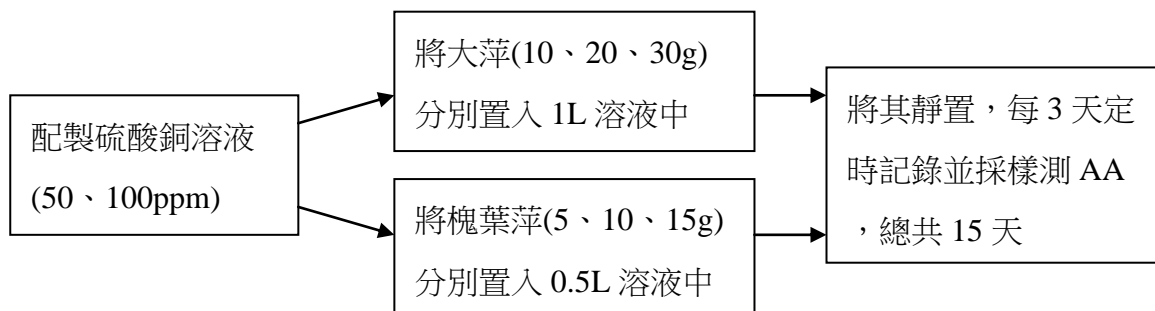 配製硫酸銅溶液
(50、100ppm)
將大萍(10、20、30g)
分別置入 1L 溶液中
將槐葉萍(5、10、15g)
分別置入 0.5L 溶液中
將其靜置，每 3 天定
時記錄並採樣測 AA
，總共 15 天